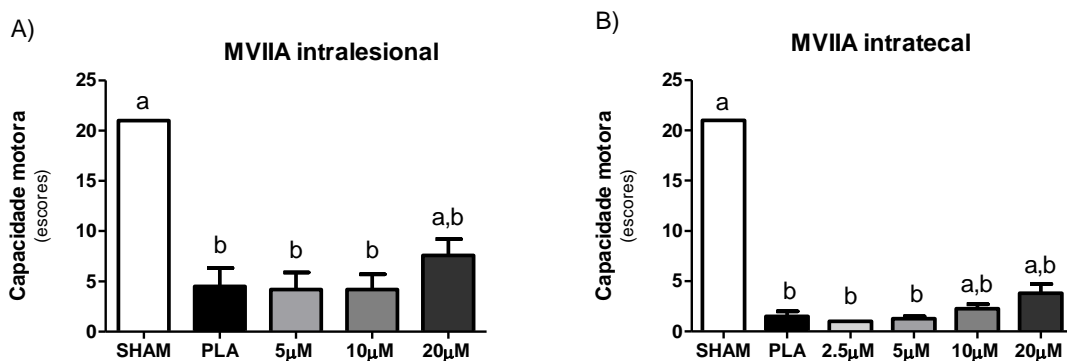 A)
MVIIA intralesional
Capacidade motora
(escores)
25
20
15
10
5
0
a
b
b
b
a,b
SHAM PLA 5µM 10µM 20µM
B)
MVIIA intratecal
Capacidade motora
(escores)
25
20
15
10
5
0
a
b
b
b
a,b
a,b
SHAM PLA 2.5µM 5µM 10µM 20µM